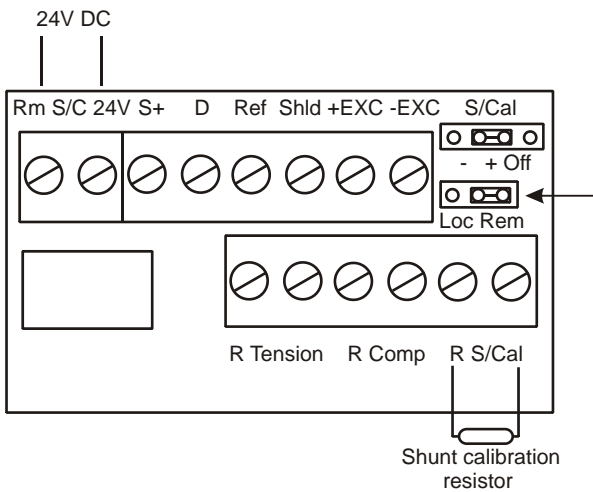 24V DC
Rm S/C 24V S+ D Ref Shld +EXC -EXC S/Cal
- + Off
Loc Rem
R Tension R Comp R S/Cal
Shunt calibration
resistor